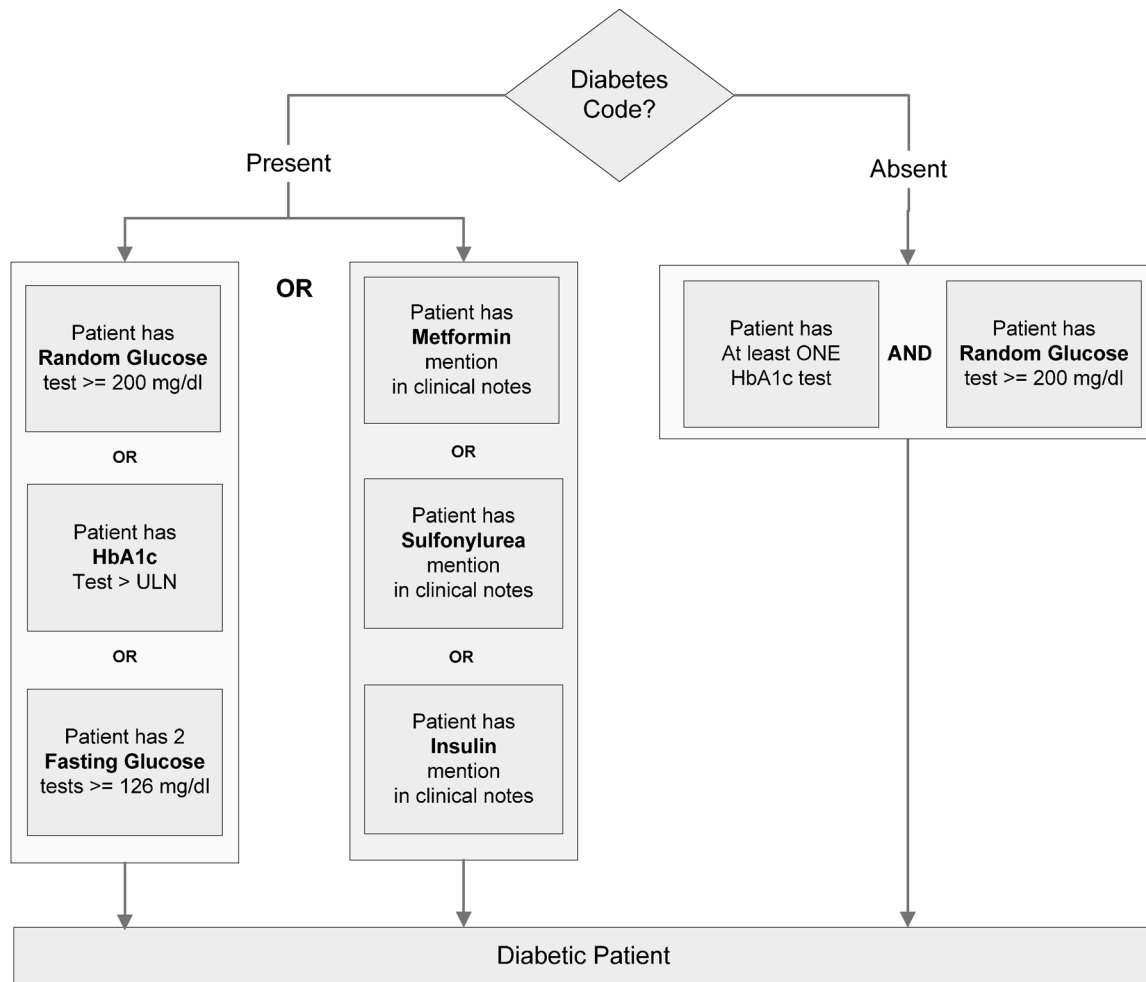 Diabetes
Code?
Present
Absent
Patient has
Random Glucose
test >= 200 mg/dl
OR
Patient has
HbA1c
Test > ULN
OR
Patient has 2
Fasting Glucose
tests >= 126 mg/dl
OR
Patient has
Metformin
mention
in clinical notes
OR
Patient has
Sulfonylurea
mention
in clinical notes
OR
Patient has
Insulin
mention
in clinical notes
Patient has
At least ONE
HbA1c test
AND
Patient has
Random Glucose
test >= 200 mg/dl
Diabetic Patient